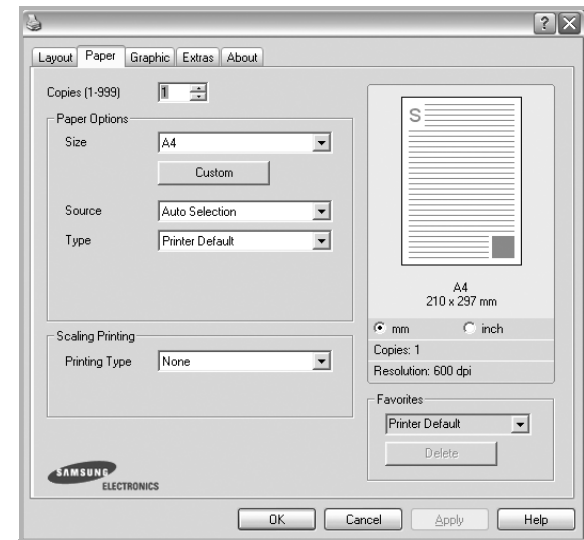 Layout Paper Graphic Extras About
Copies (1-999) 1
Paper Options
Size A4
Custom
Source Auto Selection
Type Printer Default
Scaling Printing
Printing Type None
SAMSUNG
ELECTRONICS
S
A4
210 x 297 mm
mm inch
Copies: 1
Resolution: 600 dpi
Favorites
Printer Default
Delete
OK Cancel Apply Help